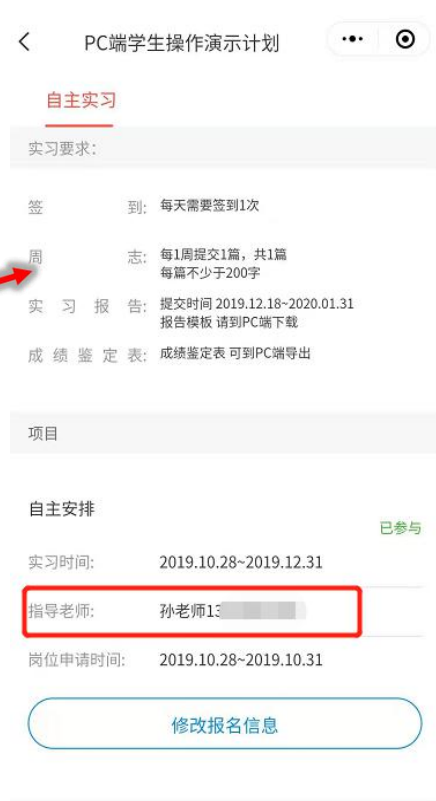 PC端学生操作演示计划
自主实习
实习要求:
签到: 每天需要签到1次
周志: 每1周提交1篇，共1篇
每篇不少于200字
实习报告: 提交时间 2019.12.18~2020.01.31
报告模板 请到PC端下载
成绩鉴定表: 成绩鉴定表 可到PC端导出
项目
自主安排
已参与
实习时间: 2019.10.28~2019.12.31
指导老师: 孙老师13
岗位申请时间: 2019.10.28~2019.10.31
修改报名信息